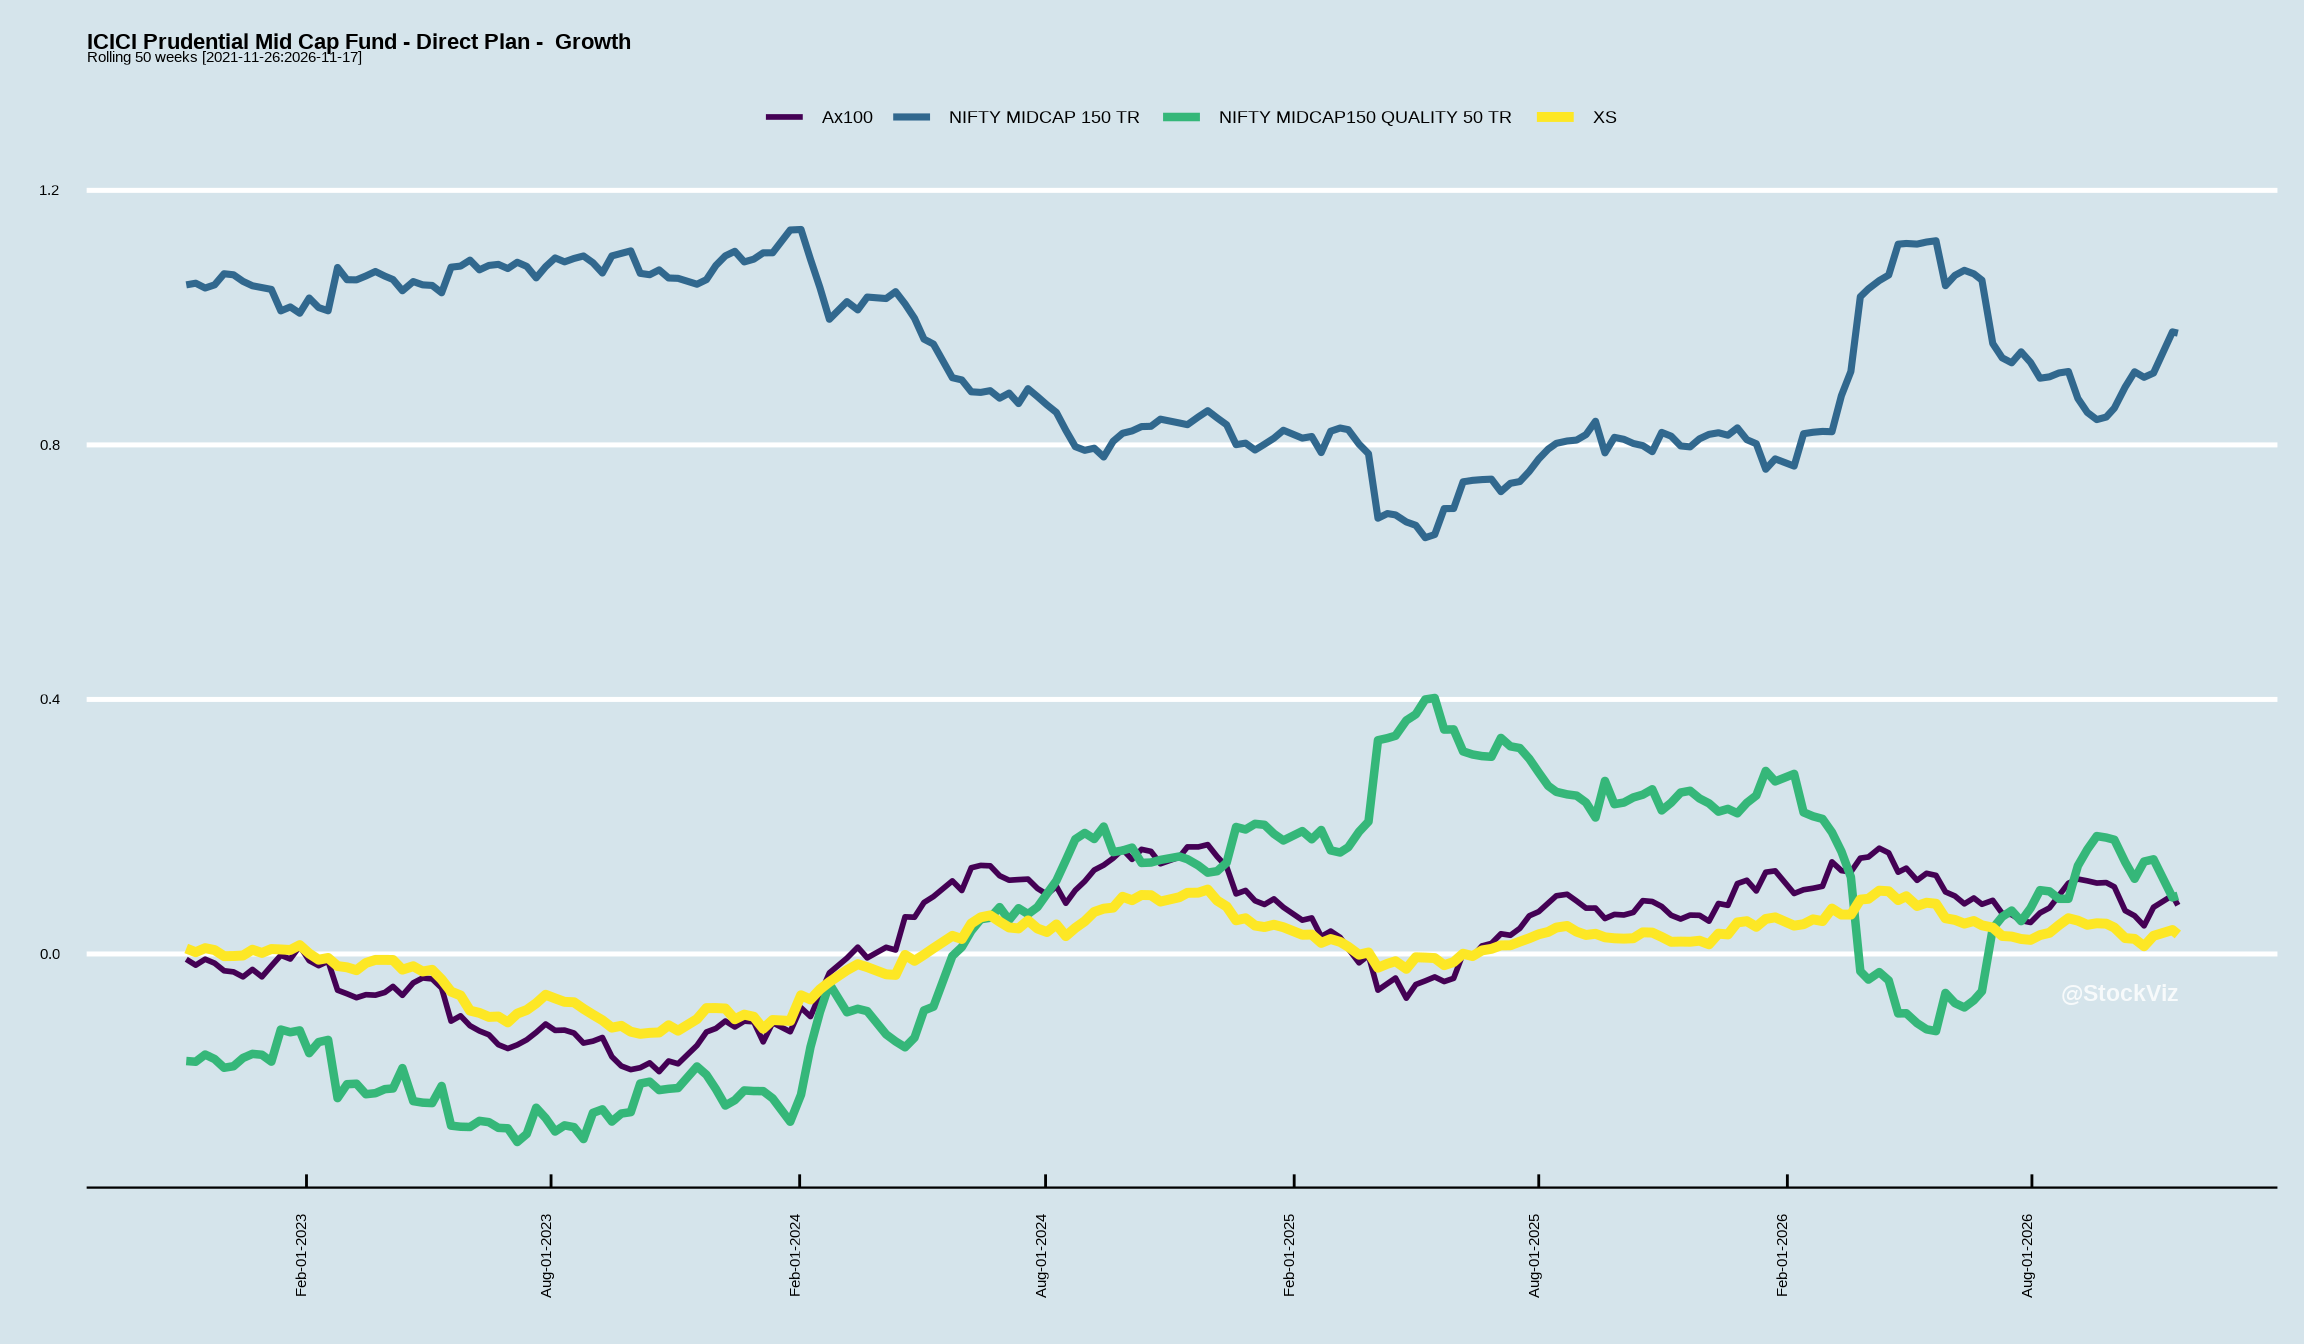 ICICI Prudential Mid Cap Fund - Direct Plan -  Growth
Rolling 50 weeks [2021-11-26:2026-11-17]
Ax100 NIFTY MIDCAP 150 TR NIFTY MIDCAP150 QUALITY 50 TR XS
1.2
0.8
0.4
0.0
@StockViz
Feb-01-2023 Aug-01-2023 Feb-01-2024 Aug-01-2024 Feb-01-2025 Aug-01-2025 Feb-01-2026 Aug-01-2026